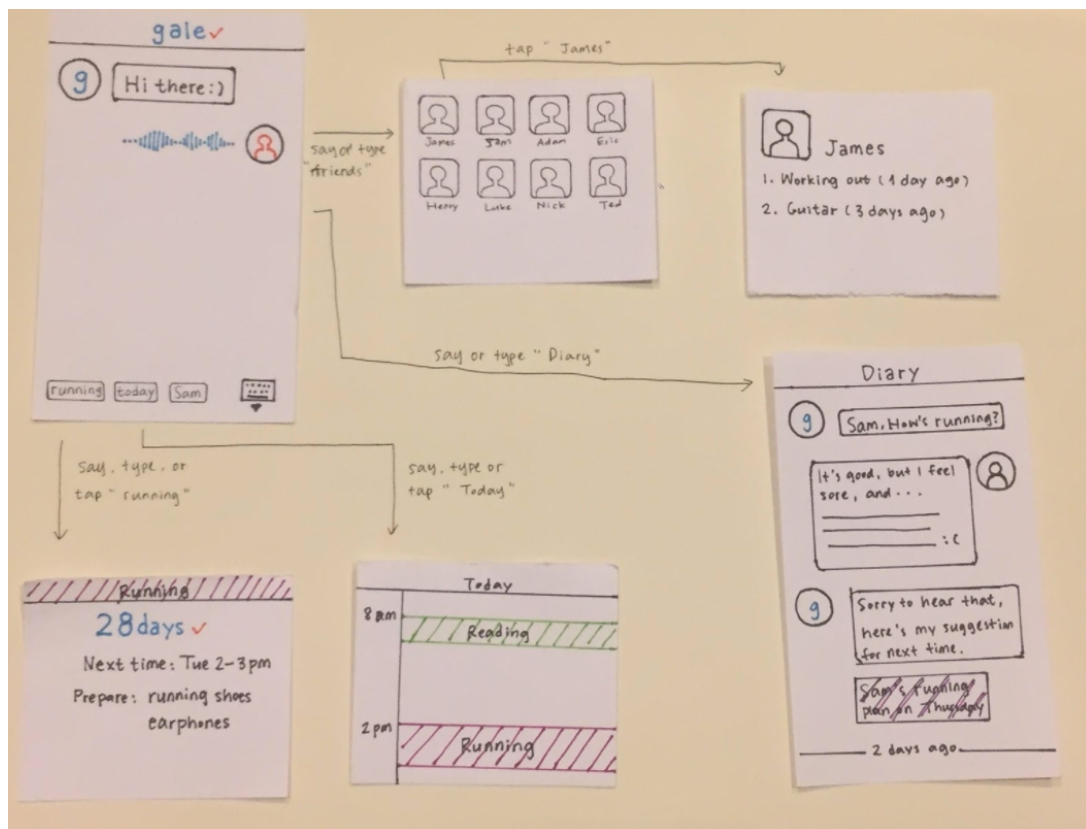 gale
g
Hi there:)
running
today
Sam
say or type
"friends"
tap "James"
James
Sam
Adam
Eric
Henry
Luke
Nick
Ted
James
1. Working out (1 day ago)
2. Guitar (3 days ago)
say or type "Diary"
Diary
g
Sam, How's running?
It's good, but I feel
sore, and...
:(
g
Sorry to hear that,
here's my suggestion
for next time.
Sam's running
plan on Thursday
2 days ago
say, type, or
tap "running"
Running
28days
Next time: Tue 2-3pm
Prepare: running shoes
earphones
say, type or
tap "Today"
Today
8 am
Reading
2pm
Running